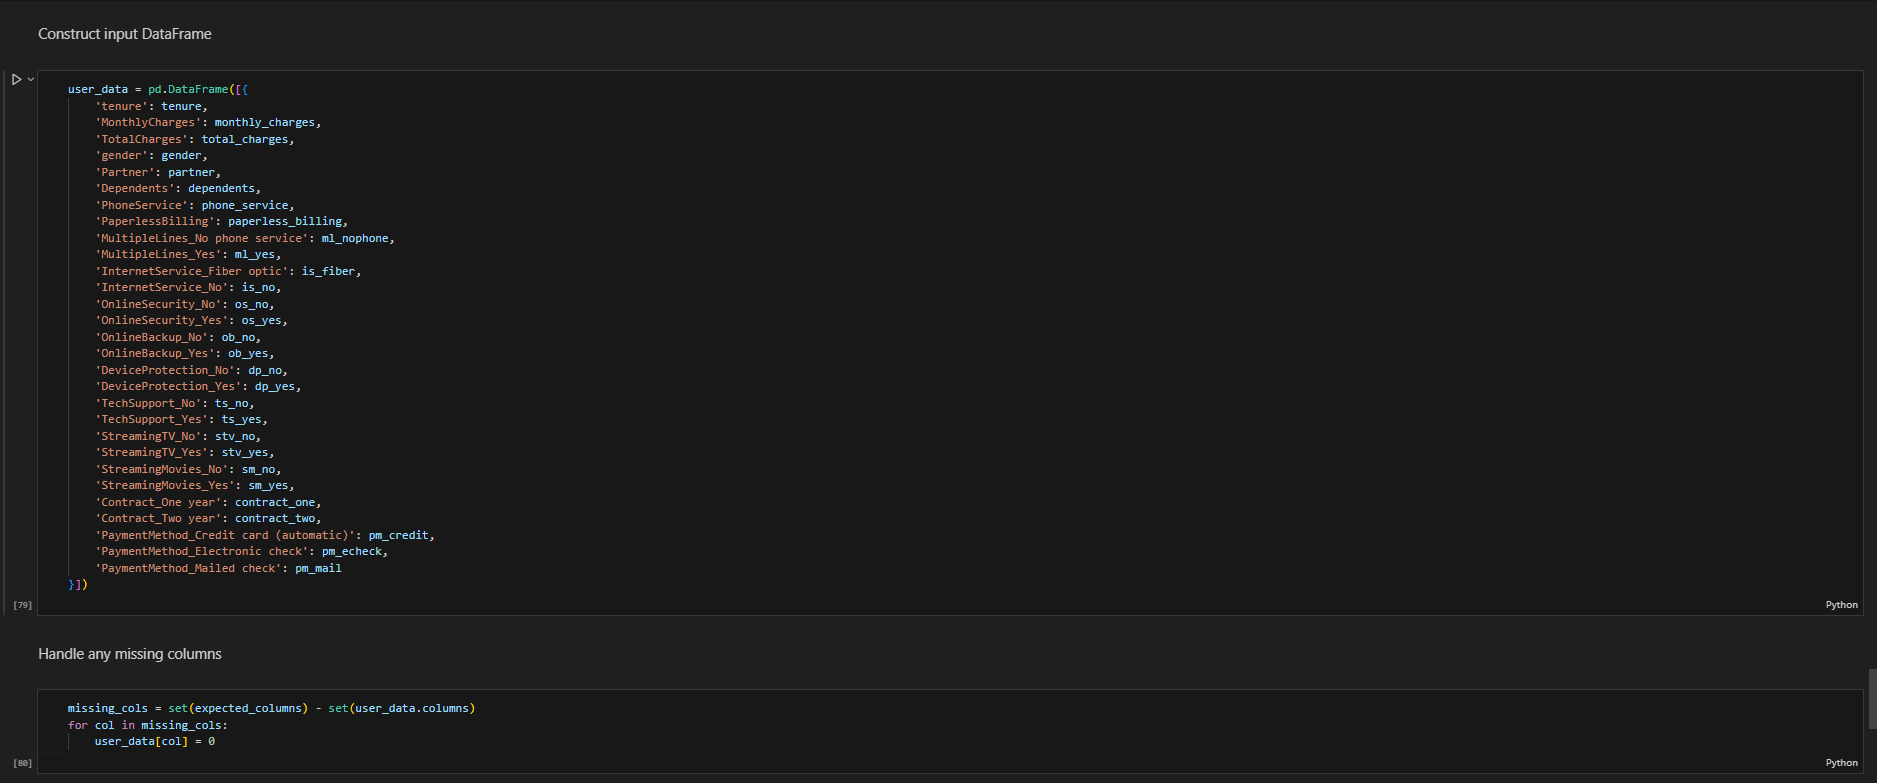 Construct input DataFrame
user_data = pd.DataFrame([{
    'tenure': tenure,
    'MonthlyCharges': monthly_charges,
    'TotalCharges': total_charges,
    'gender': gender,
    'Partner': partner,
    'Dependents': dependents,
    'PhoneService': phone_service,
    'PaperlessBilling': paperless_billing,
    'MultipleLines_No phone service': ml_nophone,
    'MultipleLines_Yes': ml_yes,
    'InternetService_Fiber optic': is_fiber,
    'InternetService_No': is_no,
    'OnlineSecurity_No': os_no,
    'OnlineSecurity_Yes': os_yes,
    'OnlineBackup_No': ob_no,
    'OnlineBackup_Yes': ob_yes,
    'DeviceProtection_No': dp_no,
    'DeviceProtection_Yes': dp_yes,
    'TechSupport_No': ts_no,
    'TechSupport_Yes': ts_yes,
    'StreamingTV_No': stv_no,
    'StreamingTV_Yes': stv_yes,
    'StreamingMovies_No': sm_no,
    'StreamingMovies_Yes': sm_yes,
    'Contract_One year': contract_one,
    'Contract_Two year': contract_two,
    'PaymentMethod_Credit card (automatic)': pm_credit,
    'PaymentMethod_Electronic check': pm_echeck,
    'PaymentMethod_Mailed check': pm_mail
}])
[79]
Python
Handle any missing columns
missing_cols = set(expected_columns) - set(user_data.columns)
for col in missing_cols:
    user_data[col] = 0
[80]
Python